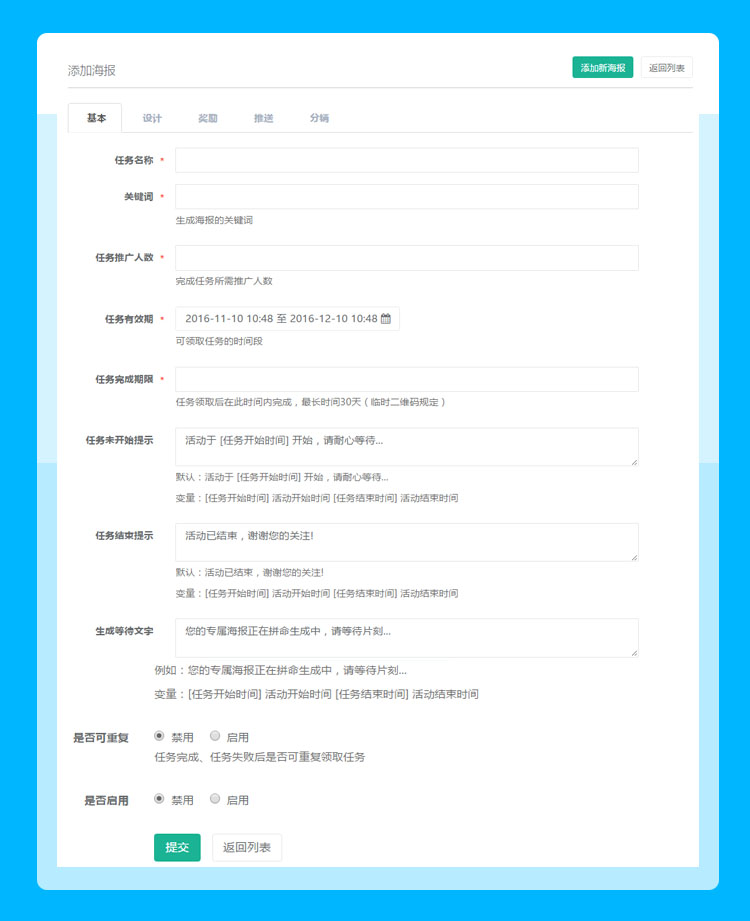 添加海报 添加新海报 返回列表
基本 设计 奖励 推送 分销
任务名称 *
关键词 *
生成海报的关键词
任务推广人数 *
完成任务所需推广人数
任务有效期 * 2016-11-10 10:48 至 2016-12-10 10:48
可领取任务的时间段
任务完成期限 *
任务领取后在此时间内完成，最长时间30天（临时二维码规定）
任务未开始提示 活动于 [任务开始时间] 开始，请耐心等待...
默认：活动于 [任务开始时间] 开始，请耐心等待...
变量：[任务开始时间] 活动开始时间 [任务结束时间] 活动结束时间
任务结束提示 活动已结束，谢谢您的关注!
默认：活动已结束，谢谢您的关注!
变量：[任务开始时间] 活动开始时间 [任务结束时间] 活动结束时间
生成等待文字 您的专属海报正在拼命生成中，请等待片刻...
例如：您的专属海报正在拼命生成中，请等待片刻...
变量：[任务开始时间] 活动开始时间 [任务结束时间] 活动结束时间
是否可重复 禁用 启用
任务完成、任务失败后是否可重复领取任务
是否启用 禁用 启用
提交 返回列表